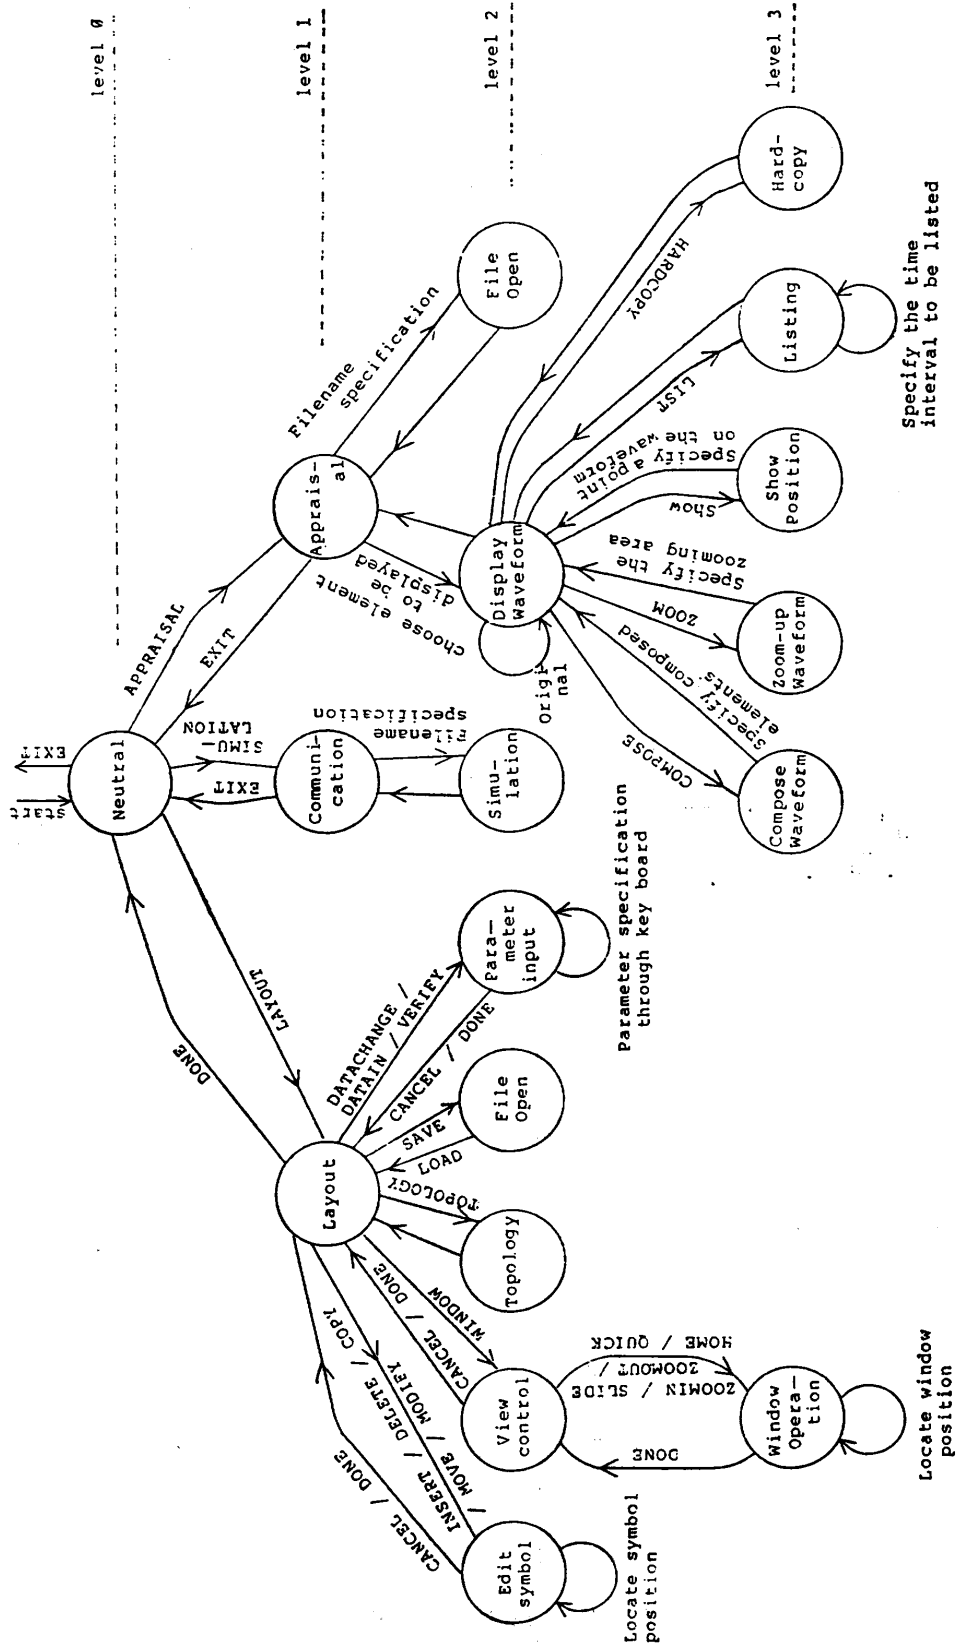 level 0
level 1
level 2
level 3
start
EXIT
Neutral
APPRAISAL
EXIT
SIMU-
LATION
EXIT
LAYOUT
DONE
Apprais-
al
Filename
specification
File
Open
choose element
to be
displayed
Communi-
cation
Filename
specification
Simu-
lation
Display
Waveform
Origi-
nal
HARDCOPY
Hard-
copy
LIST
Listing
Specify the time
interval to be listed
Specify a point
on the waveform
Show
Show
Position
Specify the
zooming area
ZOOM
Zoom-up
Waveform
Specify composed
elements
COMPOSE
Compose
Waveform
Layout
DATACHANGE /
DATAIN / VERIFY
CANCEL / DONE
Para-
meter
input
Parameter specification
through key board
SAVE
LOAD
File
Open
TOPOLOGY
Topology
WINDOW
CANCEL / DONE
View
control
ZOOMIN / SLIDE
ZOOMOUT /
HOME / QUICK
DONE
Window
Opera-
tion
Locate window
position
INSERT / DELETE / COPY
/ MOVE / MODIFY
CANCEL / DONE
Edit
symbol
Locate symbol
position